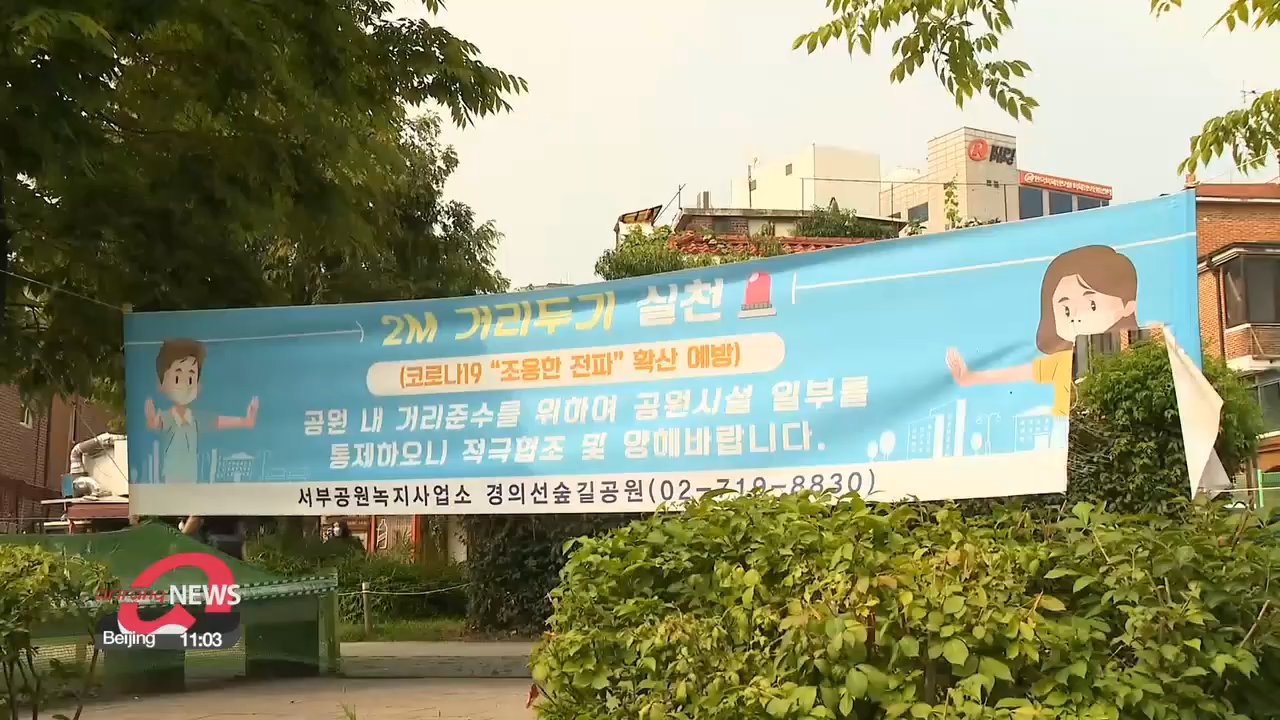 2M 거리두기 실천
(코로나19 “조용한 전파” 확산 예방)
공원 내 거리준수를 위하여 공원시설 일부를
통제하오니 적극협조 및 양해바랍니다.
서부공원녹지사업소 경의선숲길공원(02-719-8830)
arirang NEWS
Beijing 11:03